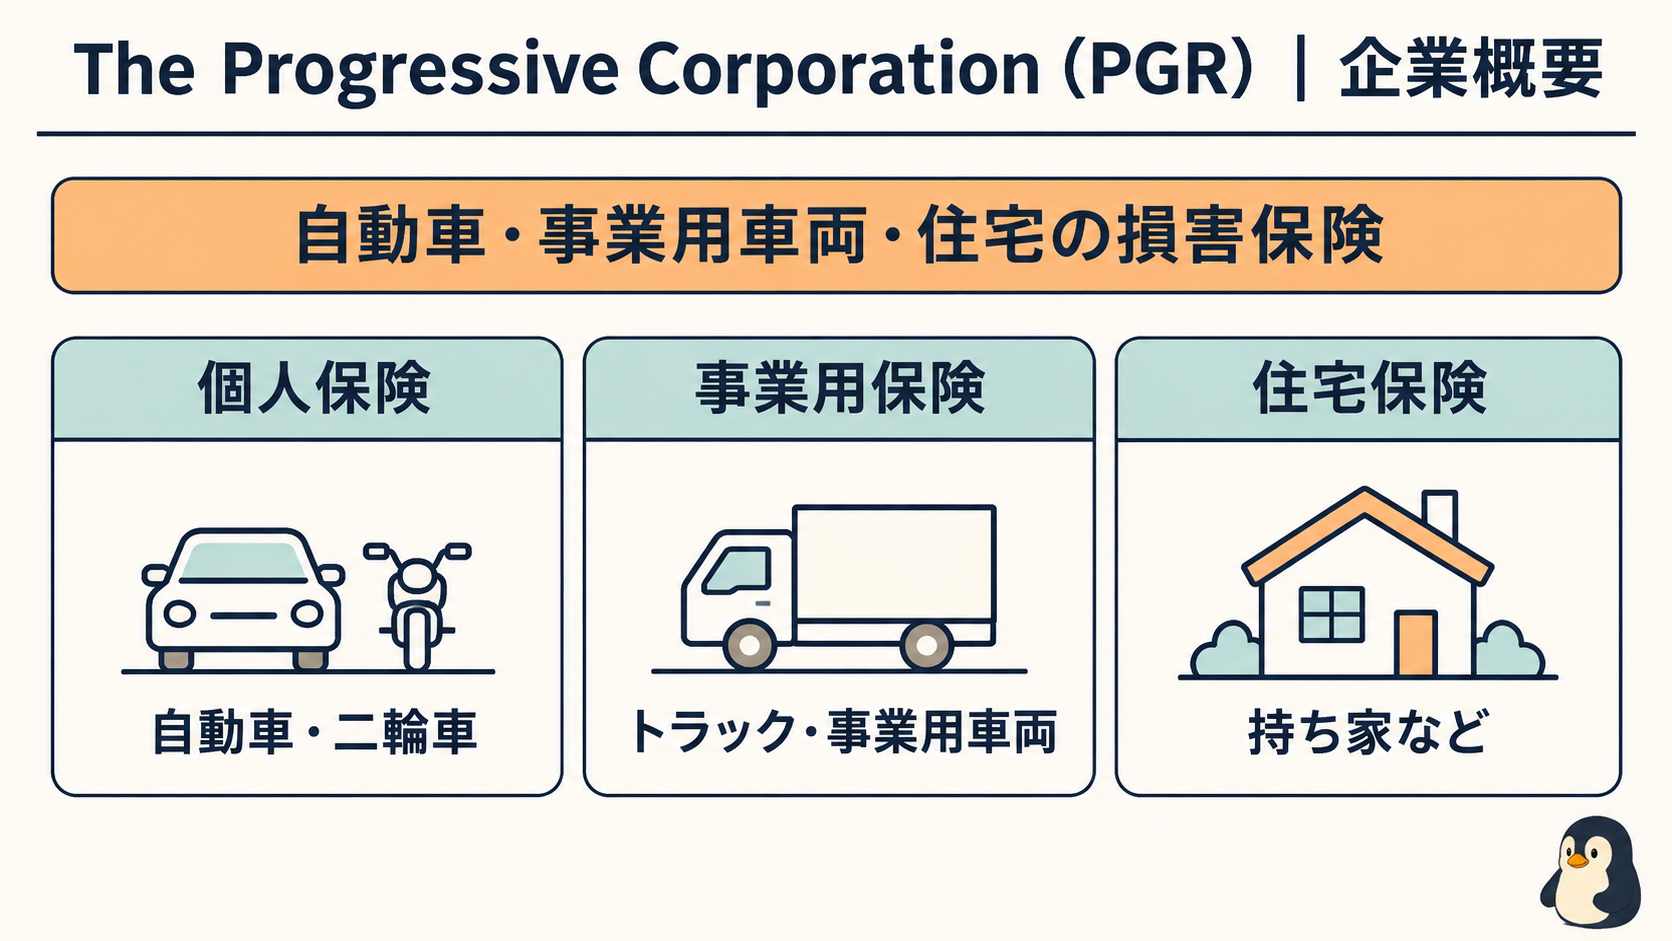 The Progressive Corporation（PGR）｜企業概要
自動車・事業用車両・住宅の損害保険
個人保険
自動車・二輪車
事業用保険
トラック・事業用車両
住宅保険
持ち家など